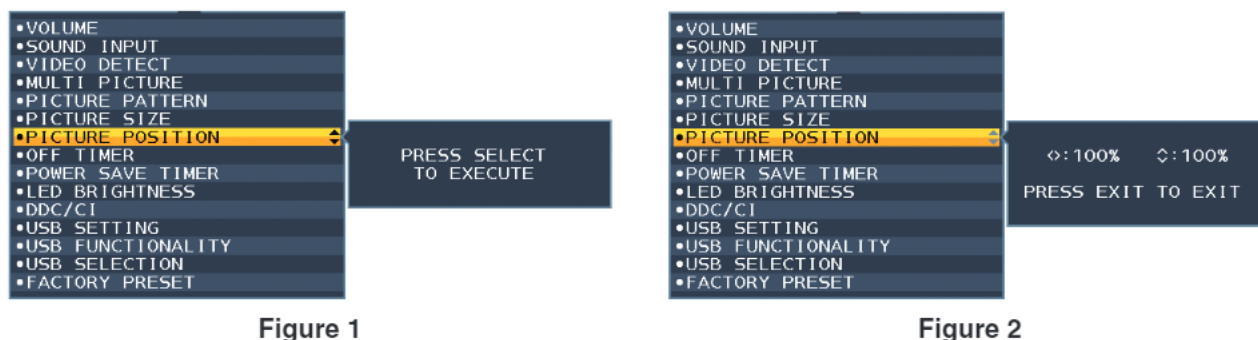 •VOLUME
•SOUND INPUT
•VIDEO DETECT
•MULTI PICTURE
•PICTURE PATTERN
•PICTURE SIZE
•PICTURE POSITION
•OFF TIMER
•POWER SAVE TIMER
•LED BRIGHTNESS
•DDC/CI
•USB SETTING
•USB FUNCTIONALITY
•USB SELECTION
•FACTORY PRESET
PRESS SELECT
TO EXECUTE
Figure 1
•VOLUME
•SOUND INPUT
•VIDEO DETECT
•MULTI PICTURE
•PICTURE PATTERN
•PICTURE SIZE
•PICTURE POSITION
•OFF TIMER
•POWER SAVE TIMER
•LED BRIGHTNESS
•DDC/CI
•USB SETTING
•USB FUNCTIONALITY
•USB SELECTION
•FACTORY PRESET
<>:100% ≎:100%
PRESS EXIT TO EXIT
Figure 2